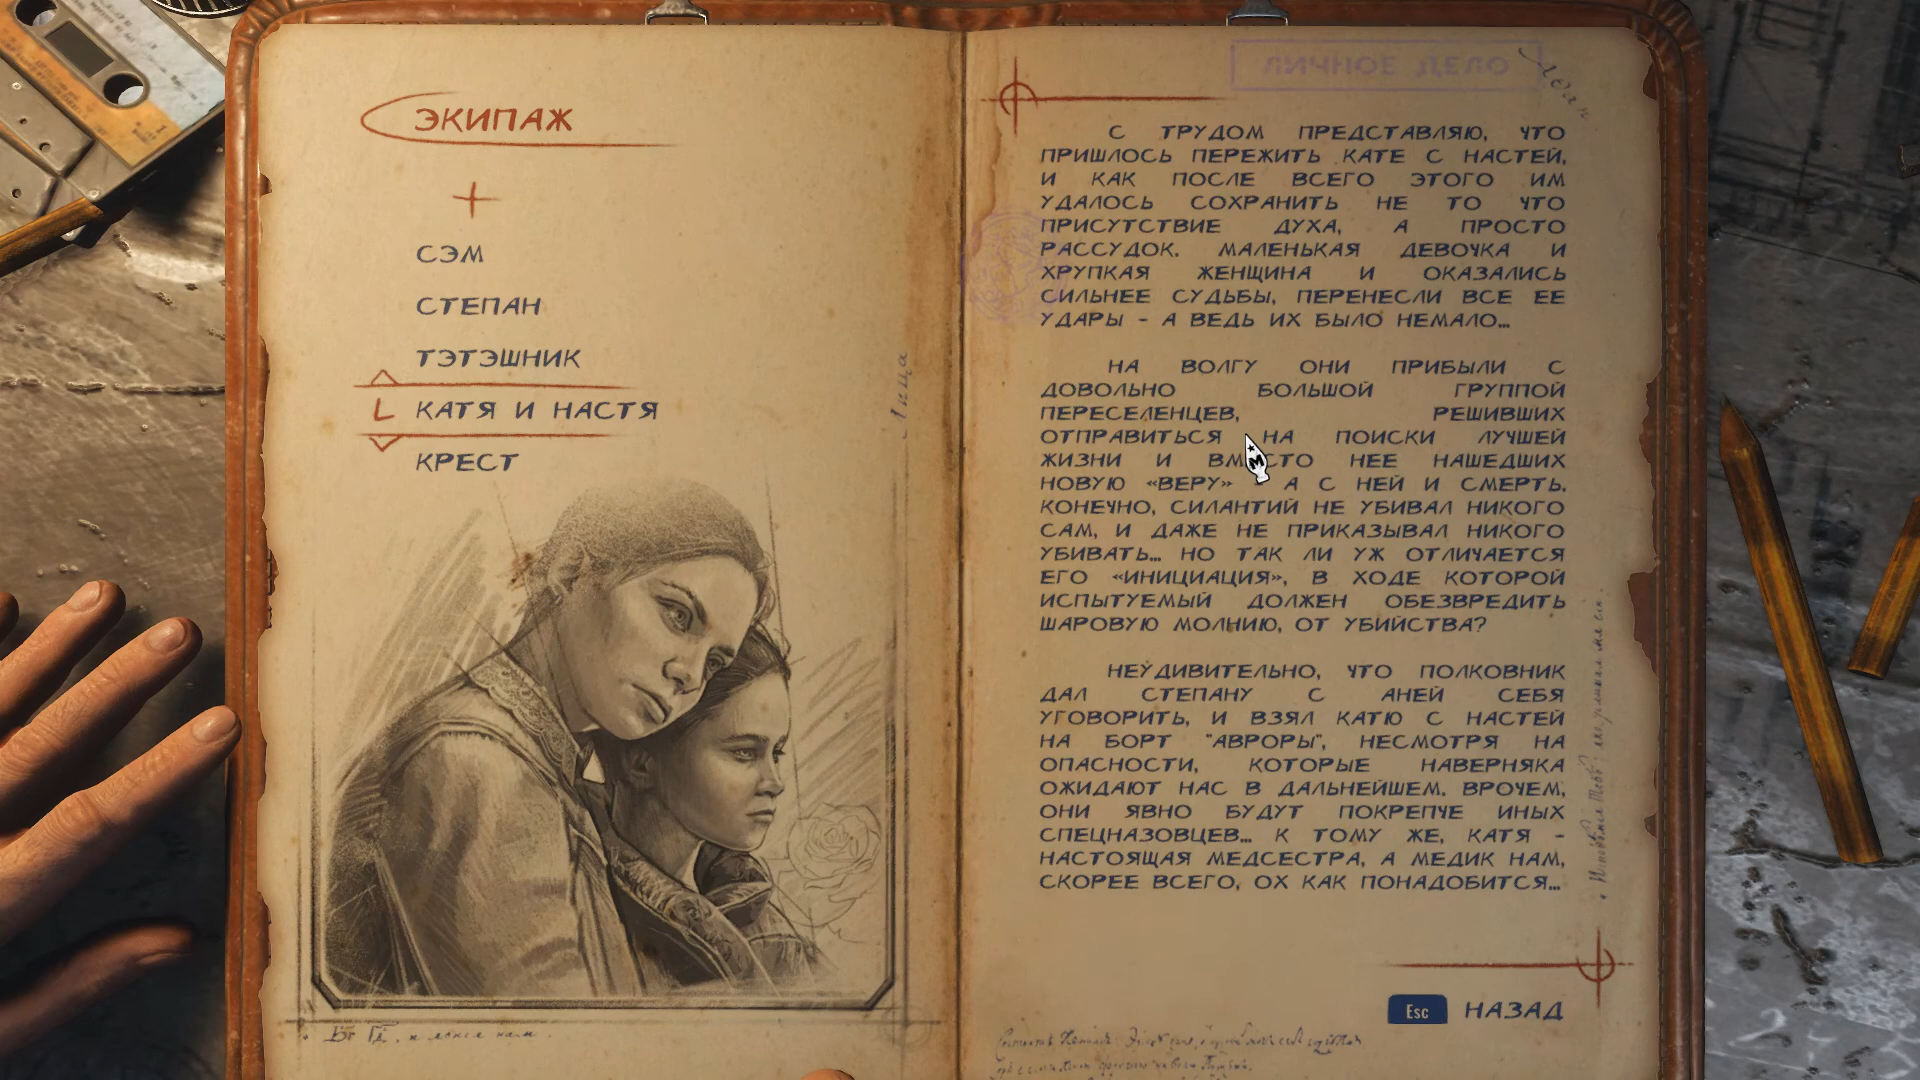 ЭКИПАЖ
СЭМ
СТЕПАН
ТЭТЭШНИК
КАТЯ И НАСТЯ
КРЕСТ
ЛИЧНОЕ ДЕЛО
С ТРУДОМ ПРЕДСТАВЛЯЮ, ЧТО
ПРИШЛОСЬ ПЕРЕЖИТЬ КАТЕ С НАСТЕЙ,
И КАК ПОСЛЕ ВСЕГО ЭТОГО ИМ
УДАЛОСЬ СОХРАНИТЬ НЕ ТО ЧТО
ПРИСУТСТВИЕ ДУХА, А ПРОСТО
РАССУДОК. МАЛЕНЬКАЯ ДЕВОЧКА И
ХРУПКАЯ ЖЕНЩИНА И ОКАЗАЛИСЬ
СИЛЬНЕЕ СУДЬБЫ, ПЕРЕНЕСЛИ ВСЕ ЕЕ
УДАРЫ - А ВЕДЬ ИХ БЫЛО НЕМАЛО...
НА ВОЛГУ ОНИ ПРИБЫЛИ С
ДОВОЛЬНО БОЛЬШОЙ ГРУППОЙ
ПЕРЕСЕЛЕНЦЕВ, РЕШИВШИХ
ОТПРАВИТЬСЯ НА ПОИСКИ ЛУЧШЕЙ
ЖИЗНИ И ВМЕСТО НЕЕ НАШЕДШИХ
НОВУЮ «ВЕРУ» - А С НЕЙ И СМЕРТЬ.
КОНЕЧНО, СИЛАНТИЙ НЕ УБИВАЛ НИКОГО
САМ, И ДАЖЕ НЕ ПРИКАЗЫВАЛ НИКОГО
УБИВАТЬ... НО ТАК ЛИ УЖ ОТЛИЧАЕТСЯ
ЕГО «ИНИЦИАЦИЯ», В ХОДЕ КОТОРОЙ
ИСПЫТУЕМЫЙ ДОЛЖЕН ОБЕЗВРЕДИТЬ
ШАРОВУЮ МОЛНИЮ, ОТ УБИЙСТВА?
НЕУДИВИТЕЛЬНО, ЧТО ПОЛКОВНИК
ДАЛ СТЕПАНУ С АНЕЙ СЕБЯ
УГОВОРИТЬ, И ВЗЯЛ КАТЮ С НАСТЕЙ
НА БОРТ "АВРОРЫ", НЕСМОТРЯ НА
ОПАСНОСТИ, КОТОРЫЕ НАВЕРНЯКА
ОЖИДАЮТ НАС В ДАЛЬНЕЙШЕМ. ВРОЧЕМ,
ОНИ ЯВНО БУДУТ ПОКРЕПЧЕ ИНЫХ
СПЕЦНАЗОВЦЕВ... К ТОМУ ЖЕ, КАТЯ -
НАСТОЯЩАЯ МЕДСЕСТРА, А МЕДИК НАМ,
СКОРЕЕ ВСЕГО, ОХ КАК ПОНАДОБИТСЯ...
Esc НАЗАД